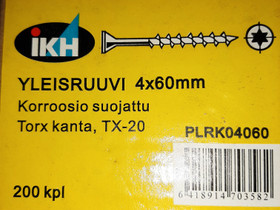 iKH
YLEISRUUVI 4x60mm
Korroosio suojattu
Torx kanta, TX-20
PLRK04060
200 kpl
6418914703582